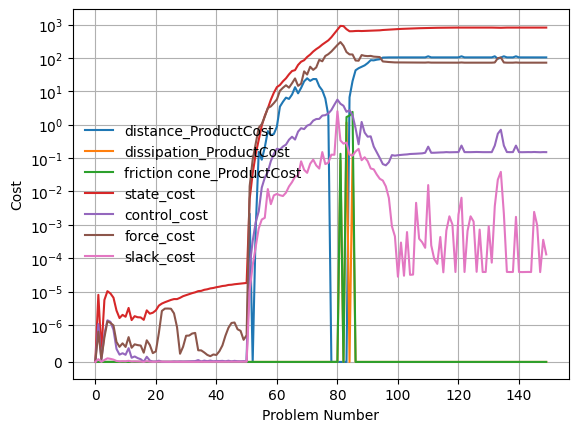 10³
10²
10¹
10⁰
10⁻¹
10⁻²
10⁻³
10⁻⁴
10⁻⁵
10⁻⁶
0
Cost
distance_ProductCost
dissipation_ProductCost
friction cone_ProductCost
state_cost
control_cost
force_cost
slack_cost
0 20 40 60 80 100 120 140
Problem Number